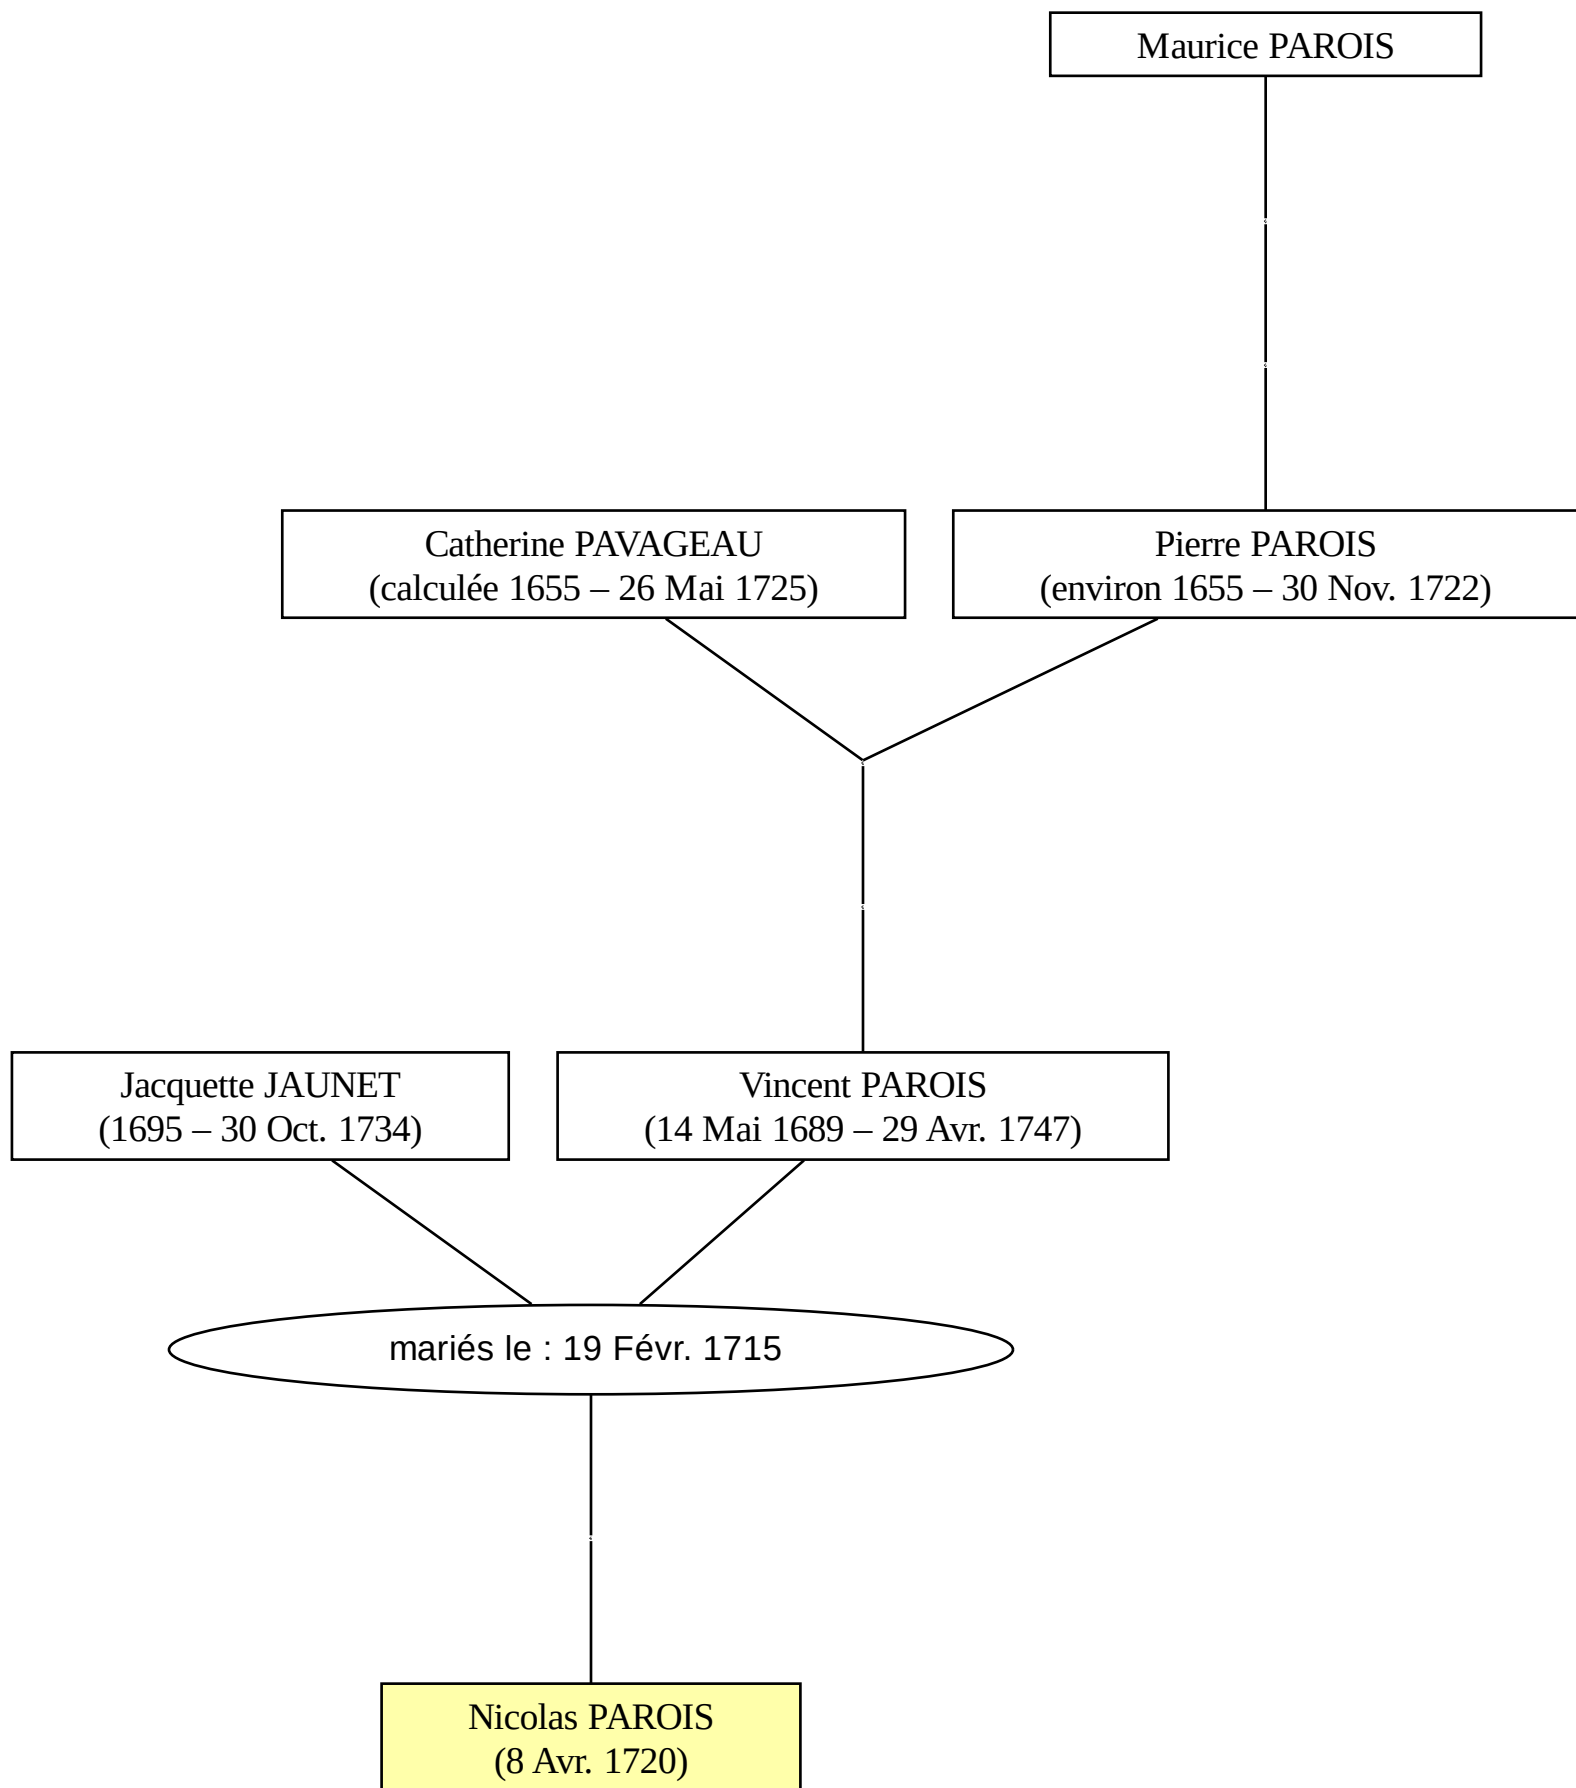 Maurice PAROIS
Catherine PAVAGEAU
(calculée 1655 – 26 Mai 1725)
Pierre PAROIS
(environ 1655 – 30 Nov. 1722)
Jacquette JAUNET
(1695 – 30 Oct. 1734)
Vincent PAROIS
(14 Mai 1689 – 29 Avr. 1747)
mariés le : 19 Févr. 1715
Nicolas PAROIS
(8 Avr. 1720)